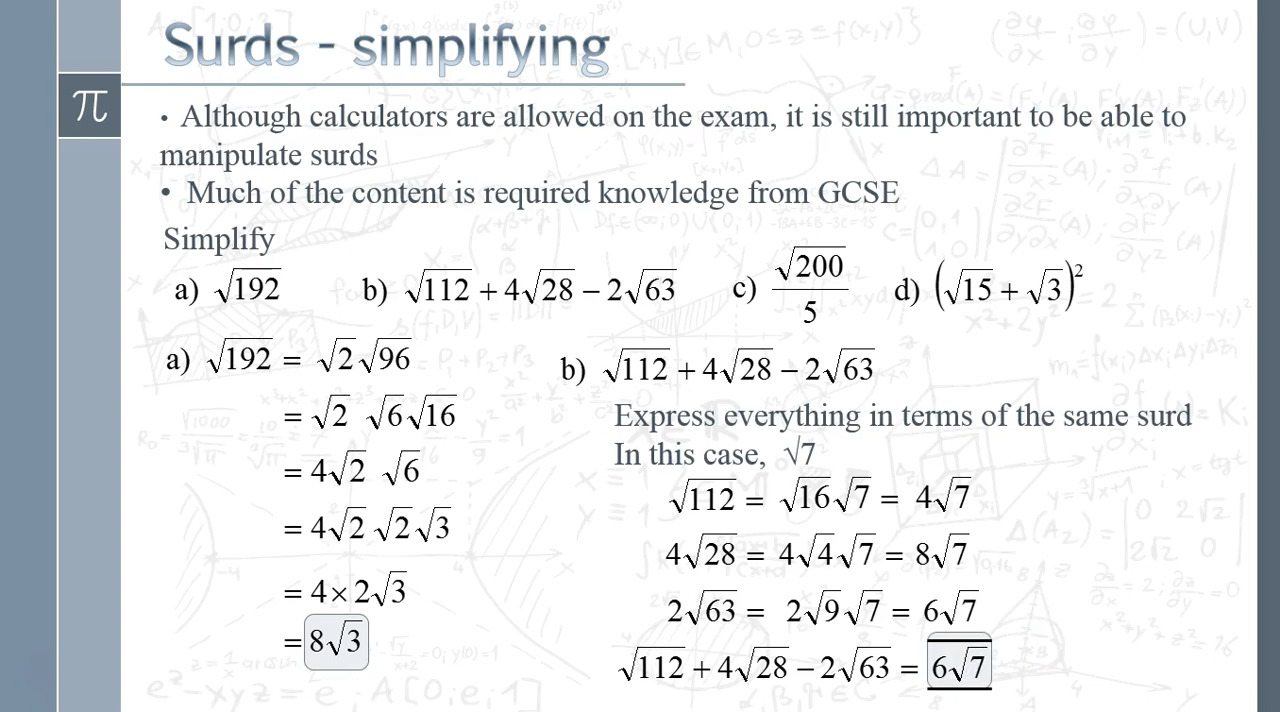 Surds - simplifying
π
• Although calculators are allowed on the exam, it is still important to be able to
manipulate surds
• Much of the content is required knowledge from GCSE
Simplify
a) √192 b) √112 + 4√28 − 2√63 c) √200/5 d) (√15 + √3)²
a) √192 = √2√96
= √2 √6√16
= 4√2 √6
= 4√2 √2√3
= 4×2√3
= 8√3
b) √112 + 4√28 − 2√63
Express everything in terms of the same surd
In this case, √7
√112 = √16√7 = 4√7
4√28 = 4√4√7 = 8√7
2√63 = 2√9√7 = 6√7
√112 + 4√28 − 2√63 = 6√7